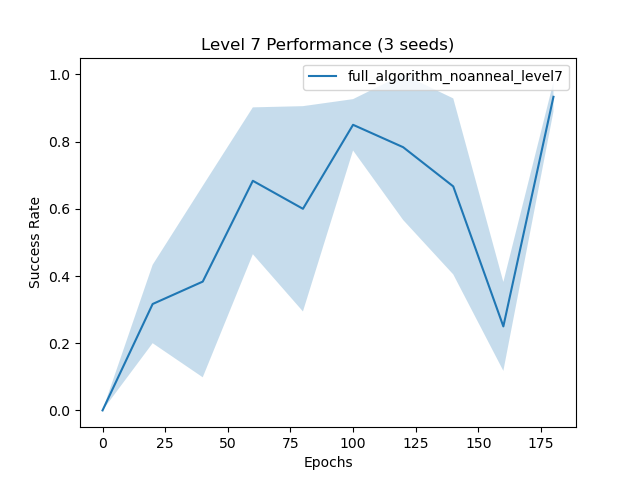 Level 7 Performance (3 seeds)
full_algorithm_noanneal_level7
Success Rate
1.0
0.8
0.6
0.4
0.2
0.0
0 25 50 75 100 125 150 175
Epochs